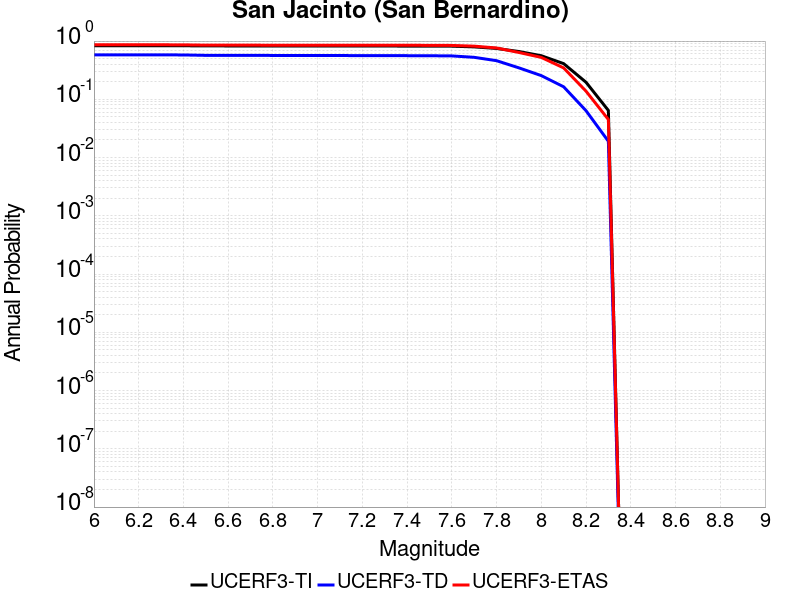 San Jacinto (San Bernardino)
10^0
10^-1
10^-2
10^-3
10^-4
10^-5
10^-6
10^-7
10^-8
Annual Probability
6 6.2 6.4 6.6 6.8 7 7.2 7.4 7.6 7.8 8 8.2 8.4 8.6 8.8 9
Magnitude
UCERF3-TI UCERF3-TD UCERF3-ETAS